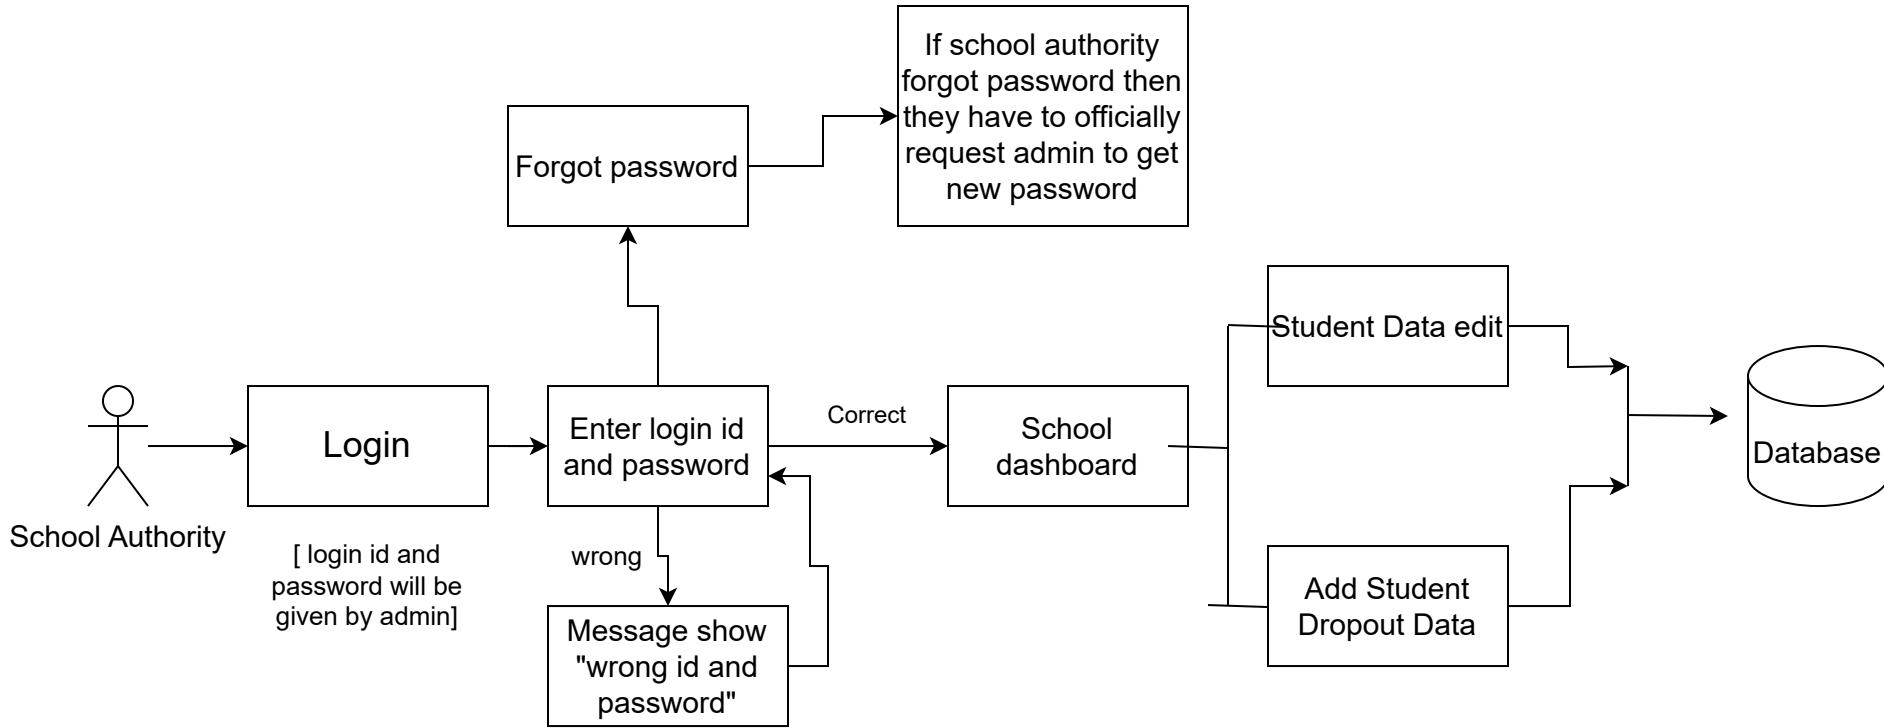 If school authority
forgot password then
they have to officially
request admin to get
new password
Forgot password
Student Data edit
School Authority
Login
[ login id and
password will be
given by admin]
Enter login id
and password
Correct
School
dashboard
Database
wrong
Message show
"wrong id and
password"
Add Student
Dropout Data